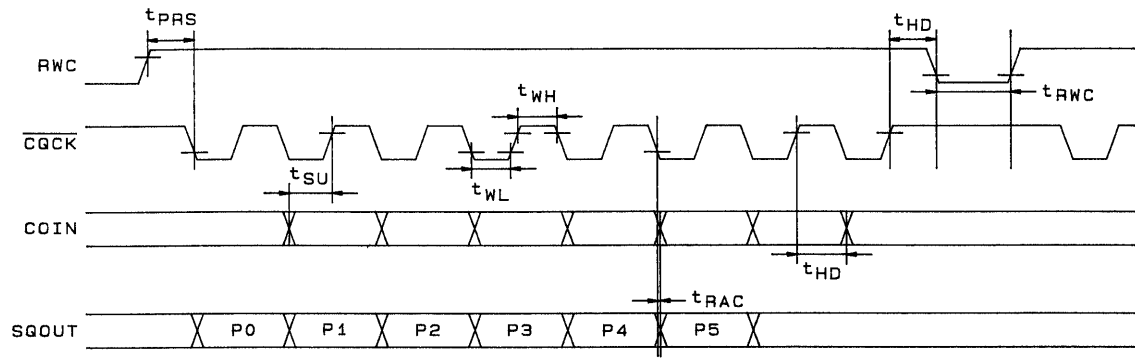 tPRS
tHD
RWC
tWH
tRWC
CQCK
tSU
tWL
COIN
tHD
tRAC
SQOUT P0 P1 P2 P3 P4 P5